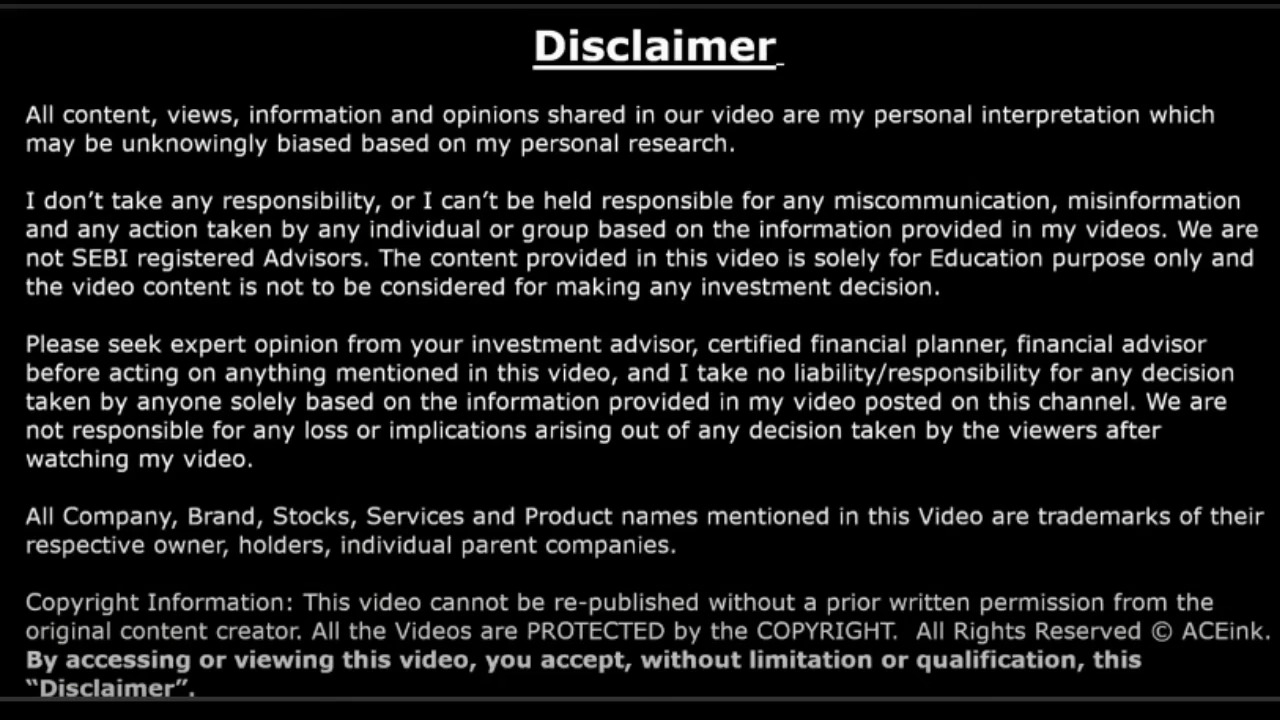 Disclaimer
All content, views, information and opinions shared in our video are my personal interpretation which
may be unknowingly biased based on my personal research.
I don’t take any responsibility, or I can’t be held responsible for any miscommunication, misinformation
and any action taken by any individual or group based on the information provided in my videos. We are
not SEBI registered Advisors. The content provided in this video is solely for Education purpose only and
the video content is not to be considered for making any investment decision.
Please seek expert opinion from your investment advisor, certified financial planner, financial advisor
before acting on anything mentioned in this video, and I take no liability/responsibility for any decision
taken by anyone solely based on the information provided in my video posted on this channel. We are
not responsible for any loss or implications arising out of any decision taken by the viewers after
watching my video.
All Company, Brand, Stocks, Services and Product names mentioned in this Video are trademarks of their
respective owner, holders, individual parent companies.
Copyright Information: This video cannot be re-published without a prior written permission from the
original content creator. All the Videos are PROTECTED by the COPYRIGHT.  All Rights Reserved © ACEink.
By accessing or viewing this video, you accept, without limitation or qualification, this
“Disclaimer”.